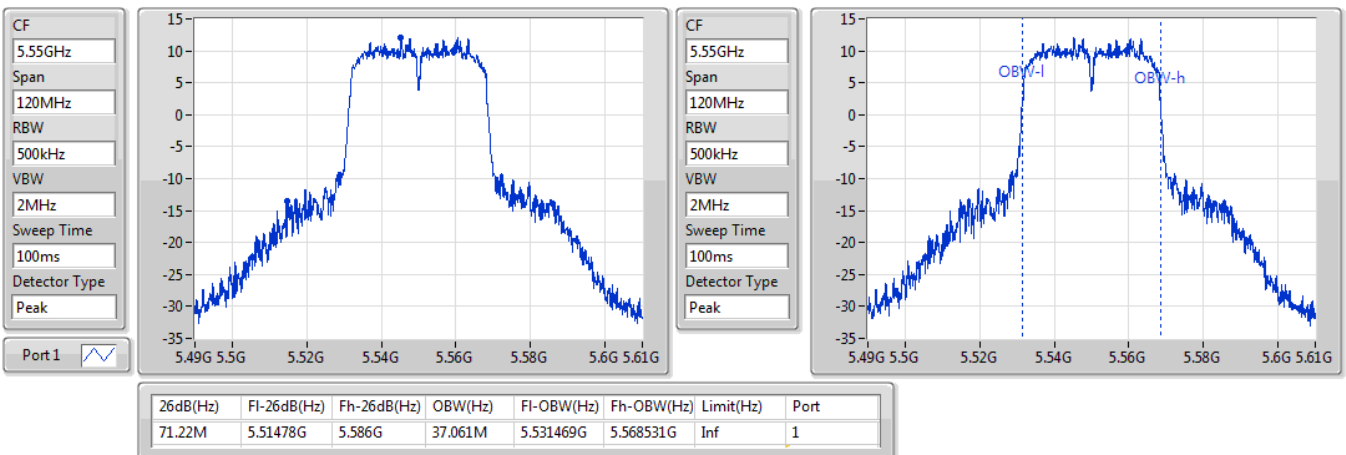 CF
5.55GHz
Span
120MHz
RBW
500kHz
VBW
2MHz
Sweep Time
100ms
Detector Type
Peak
Port 1
15
10
5
0
-5
-10
-15
-20
-25
-30
-35
5.49G 5.5G 5.52G 5.54G 5.56G 5.58G 5.6G 5.61G
CF
5.55GHz
Span
120MHz
RBW
500kHz
VBW
2MHz
Sweep Time
100ms
Detector Type
Peak
15
10
5
0
-5
-10
-15
-20
-25
-30
-35
OBW-l
OBW-h
5.49G 5.5G 5.52G 5.54G 5.56G 5.58G 5.6G 5.61G
26dB(Hz) Fl-26dB(Hz) Fh-26dB(Hz) OBW(Hz) Fl-OBW(Hz) Fh-OBW(Hz) Limit(Hz) Port
71.22M 5.51478G 5.586G 37.061M 5.531469G 5.568531G Inf 1